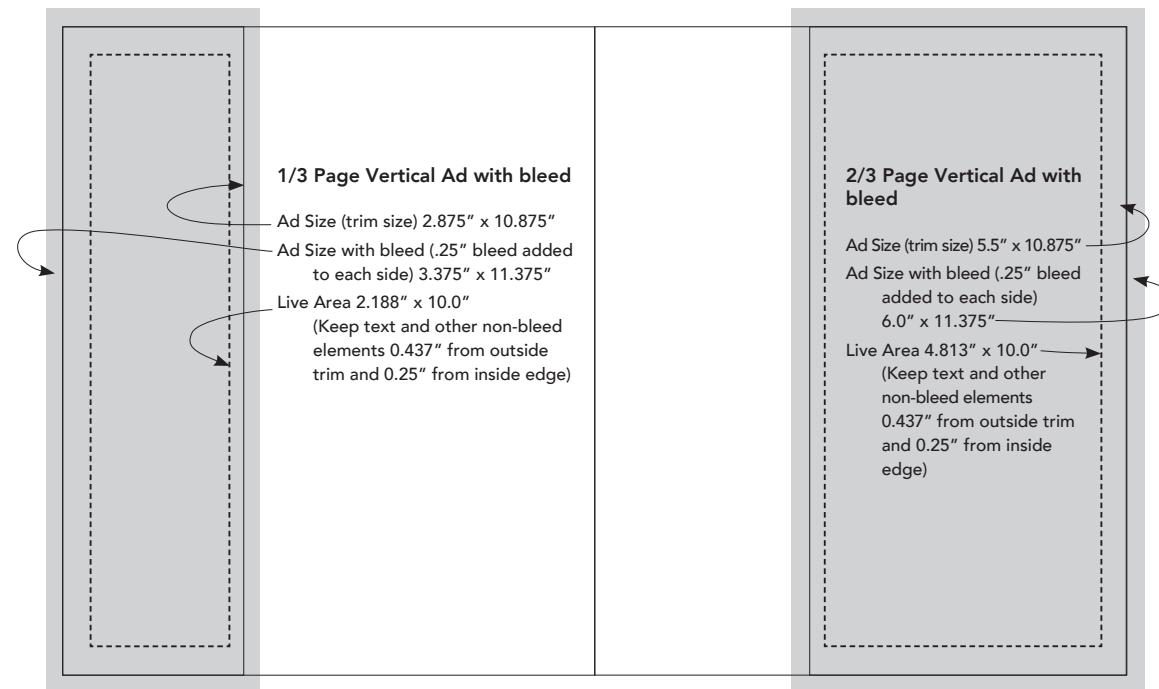 1/3 Page Vertical Ad with bleed
Ad Size (trim size) 2.875″ x 10.875″
Ad Size with bleed (.25″ bleed added
to each side) 3.375″ x 11.375″
Live Area 2.188″ x 10.0″
(Keep text and other non-bleed
elements 0.437″ from outside
trim and 0.25″ from inside edge)
2/3 Page Vertical Ad with
bleed
Ad Size (trim size) 5.5″ x 10.875″
Ad Size with bleed (.25″ bleed
added to each side)
6.0″ x 11.375″
Live Area 4.813″ x 10.0″
(Keep text and other
non-bleed elements
0.437″ from outside trim
and 0.25″ from inside
edge)